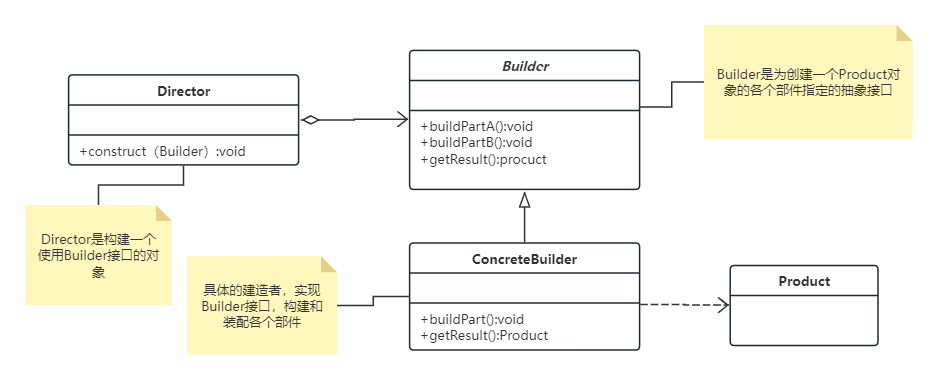 Director
+construct（Builder）:void
Builder
+buildPartA():void
+buildPartB():void
+getResult():procuct
Builder是为创建一个Product对
象的各个部件指定的抽象接口
Director是构建一个
使用Builder接口的对
象
具体的建造者，实现
Builder接口，构建和
装配各个部件
ConcreteBuilder
+buildPart():void
+getResult():Product
Product